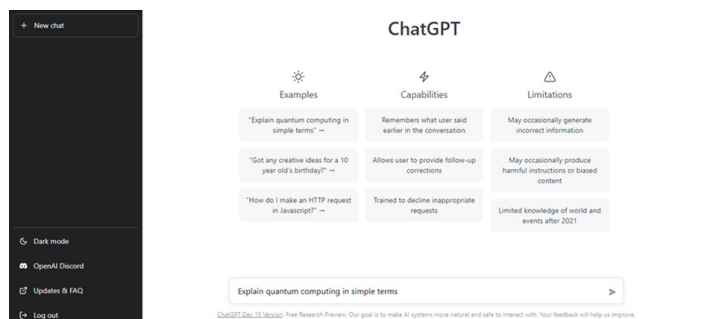 + New chat
ChatGPT
Examples
Capabilities
Limitations
"Explain quantum computing in
simple terms" →
Remembers what user said
earlier in the conversation
May occasionally generate
incorrect information
"Got any creative ideas for a 10
year old's birthday?" →
Allows user to provide follow-up
corrections
May occasionally produce
harmful instructions or biased
content
"How do I make an HTTP request
in Javascript?" →
Trained to decline inappropriate
requests
Limited knowledge of world and
events after 2021
Dark mode
OpenAI Discord
Updates & FAQ
Log out
Explain quantum computing in simple terms
ChatGPT Dec 15 Version. Free Research Preview. Our goal is to make AI systems more natural and safe to interact with. Your feedback will help us improve.